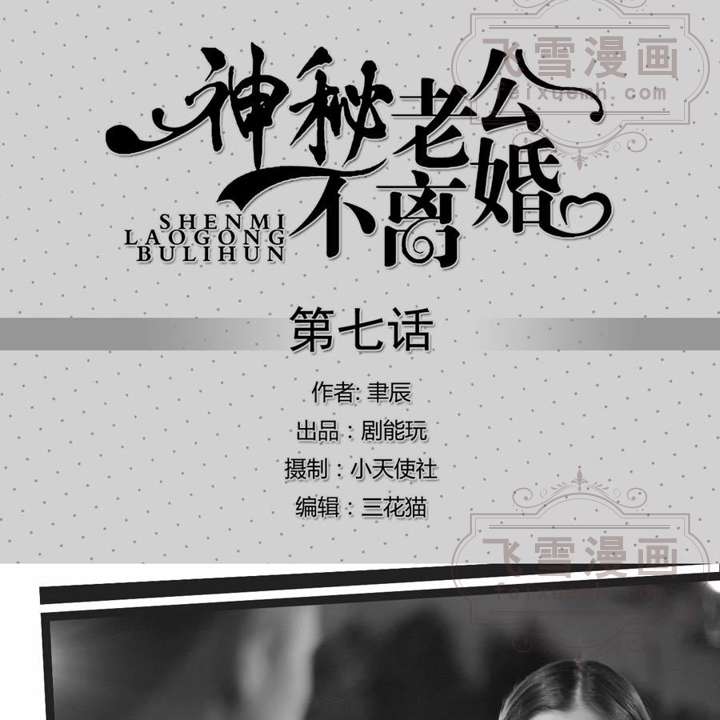 飞雪漫画
feixuemh.com
神秘老公
不离婚
SHENMI
LAOGONG
BULIHUN
第七话
作者: 聿辰
出品：剧能玩
摄制：小天使社
编辑：三花猫
飞雪漫画